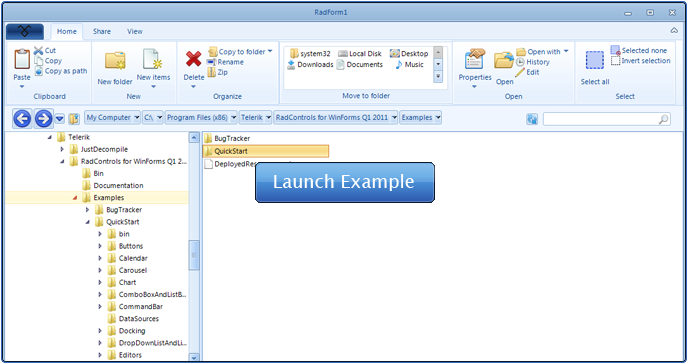 RadForm1
Home Share View
Paste
Cut
Copy
Copy as path
Clipboard
New folder
New items
New
Delete
Copy to folder
Rename
Zip
Organize
system32 Local Disk Desktop
Downloads Documents Music
Move to folder
Properties
Open with
History
Edit
Open
Select all
Selected none
Invert selection
Select
My Computer C:\ Program Files (x86) Telerik RadControls for WinForms Q1 2011 Examples
Telerik
JustDecompile
RadControls for WinForms Q1 2...
Bin
Documentation
Examples
BugTracker
QuickStart
bin
Buttons
Calendar
Carousel
Chart
ComboBoxAndListB...
CommandBar
DataSources
Docking
DropDownListAndLi...
Editors
BugTracker
QuickStart
Launch Example